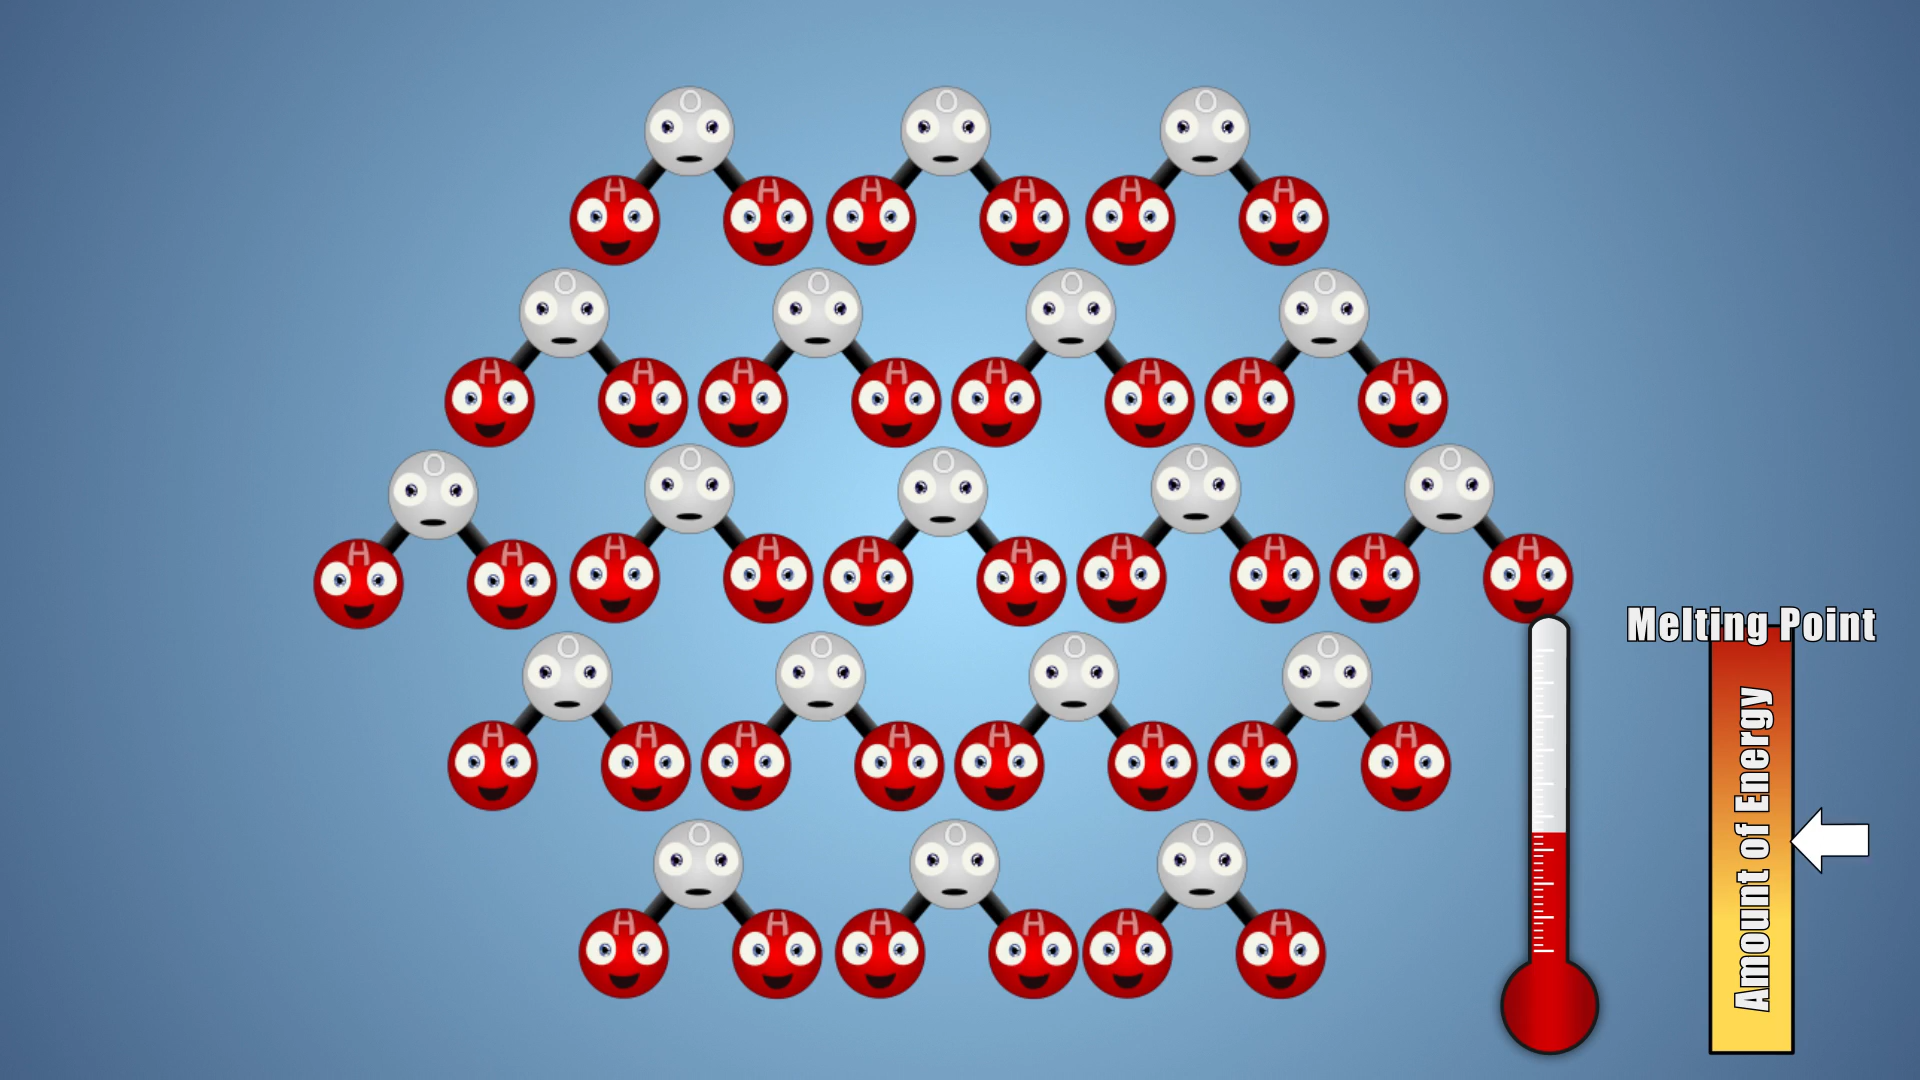 O O O
H H H H H H
O O O O
H H H H H H H H
O O O O O
H H H H H H H H H H
Melting Point
O O O O
H H H H H H H H
Amount of Energy
O O O
H H H H H H